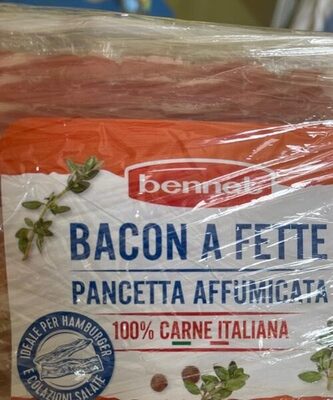 bennet
BACON A FETTE
PANCETTA AFFUMICATA
100% CARNE ITALIANA
IDEALE PER HAMBURGER
E COLAZIONI SALATE